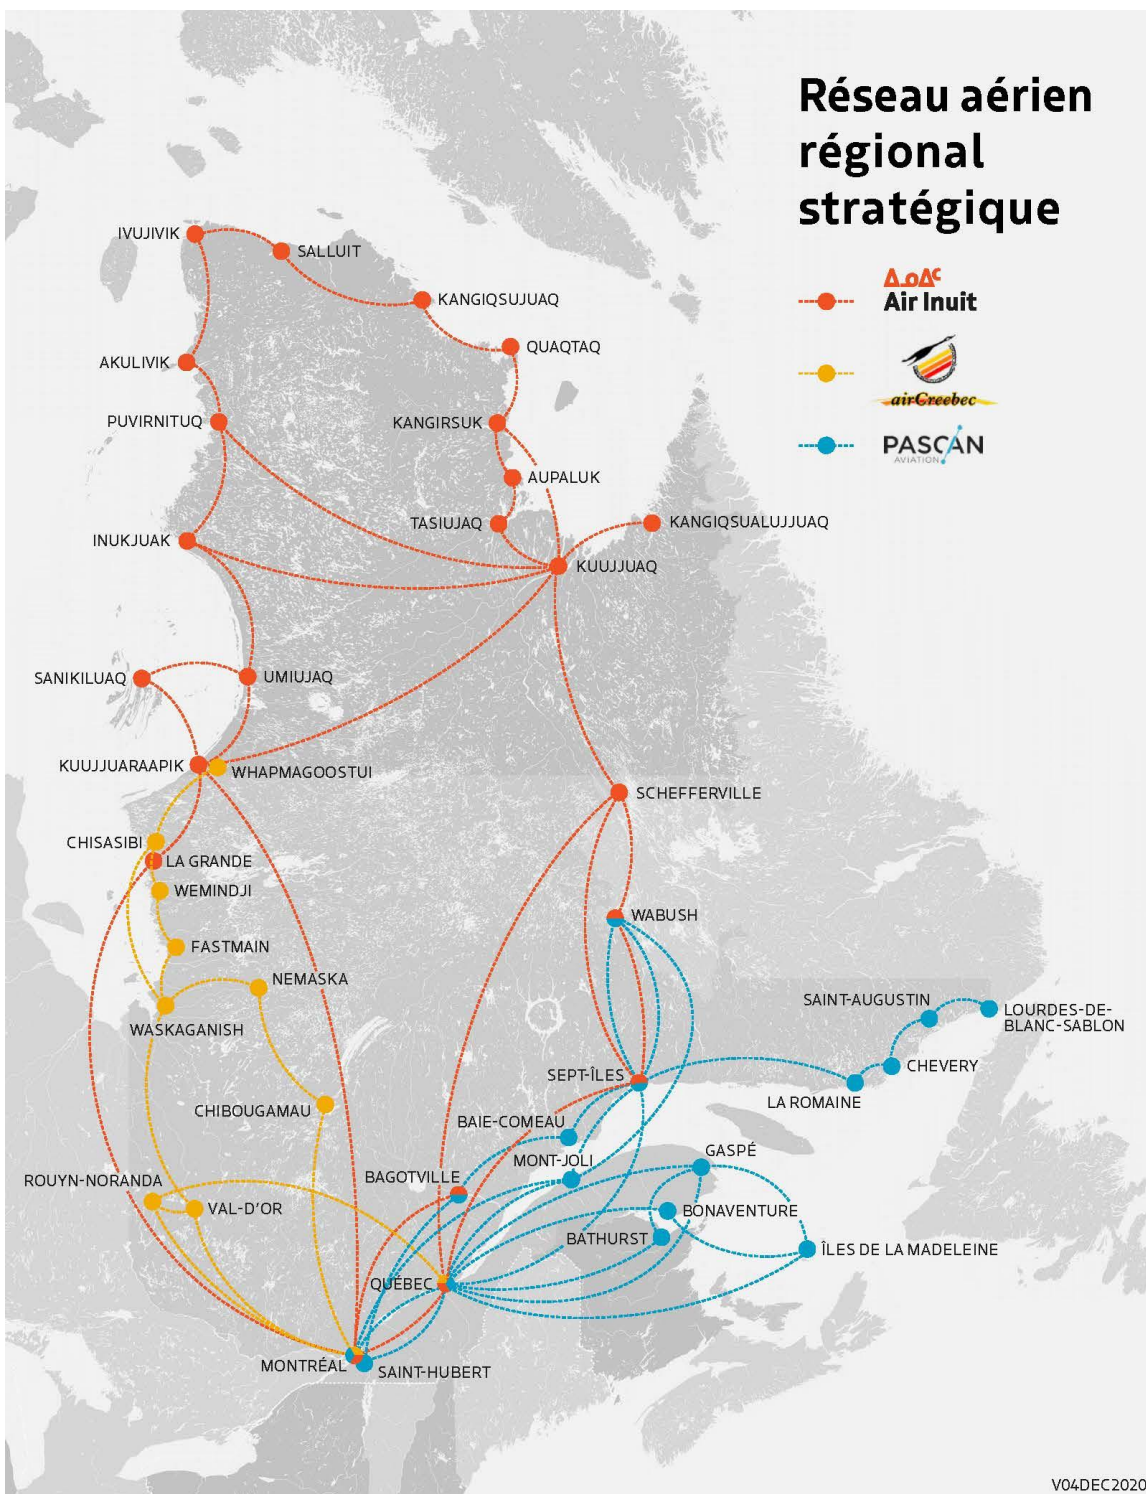 Réseau aérien
régional
stratégique
ᐃᓄᐃᑦ
Air Inuit
airCreebec
PASCAN
AVIATION
IVUJIVIK
SALLUIT
KANGIQSUJUAQ
QUAQTAQ
AKULIVIK
PUVIRNITUQ
KANGIRSUK
AUPALUK
TASIUJAQ
KANGIQSUALUJJUAQ
INUKJUAK
KUUJJUAQ
SANIKILUAQ
UMIUJAQ
KUUJJUARAAPIK
WHAPMAGOOSTUI
SCHEFFERVILLE
CHISASIBI
LA GRANDE
WEMINDJI
WABUSH
FASTMAIN
NEMASKA
WASKAGANISH
SAINT-AUGUSTIN
LOURDES-DE-
BLANC-SABLON
SEPT-ÎLES
CHEVERY
LA ROMAINE
CHIBOUGAMAU
BAIE-COMEAU
MONT-JOLI
GASPÉ
ROUYN-NORANDA
BAGOTVILLE
VAL-D'OR
BONAVENTURE
BATHURST
ÎLES DE LA MADELEINE
QUÉBEC
MONTRÉAL
SAINT-HUBERT
V04DEC2020